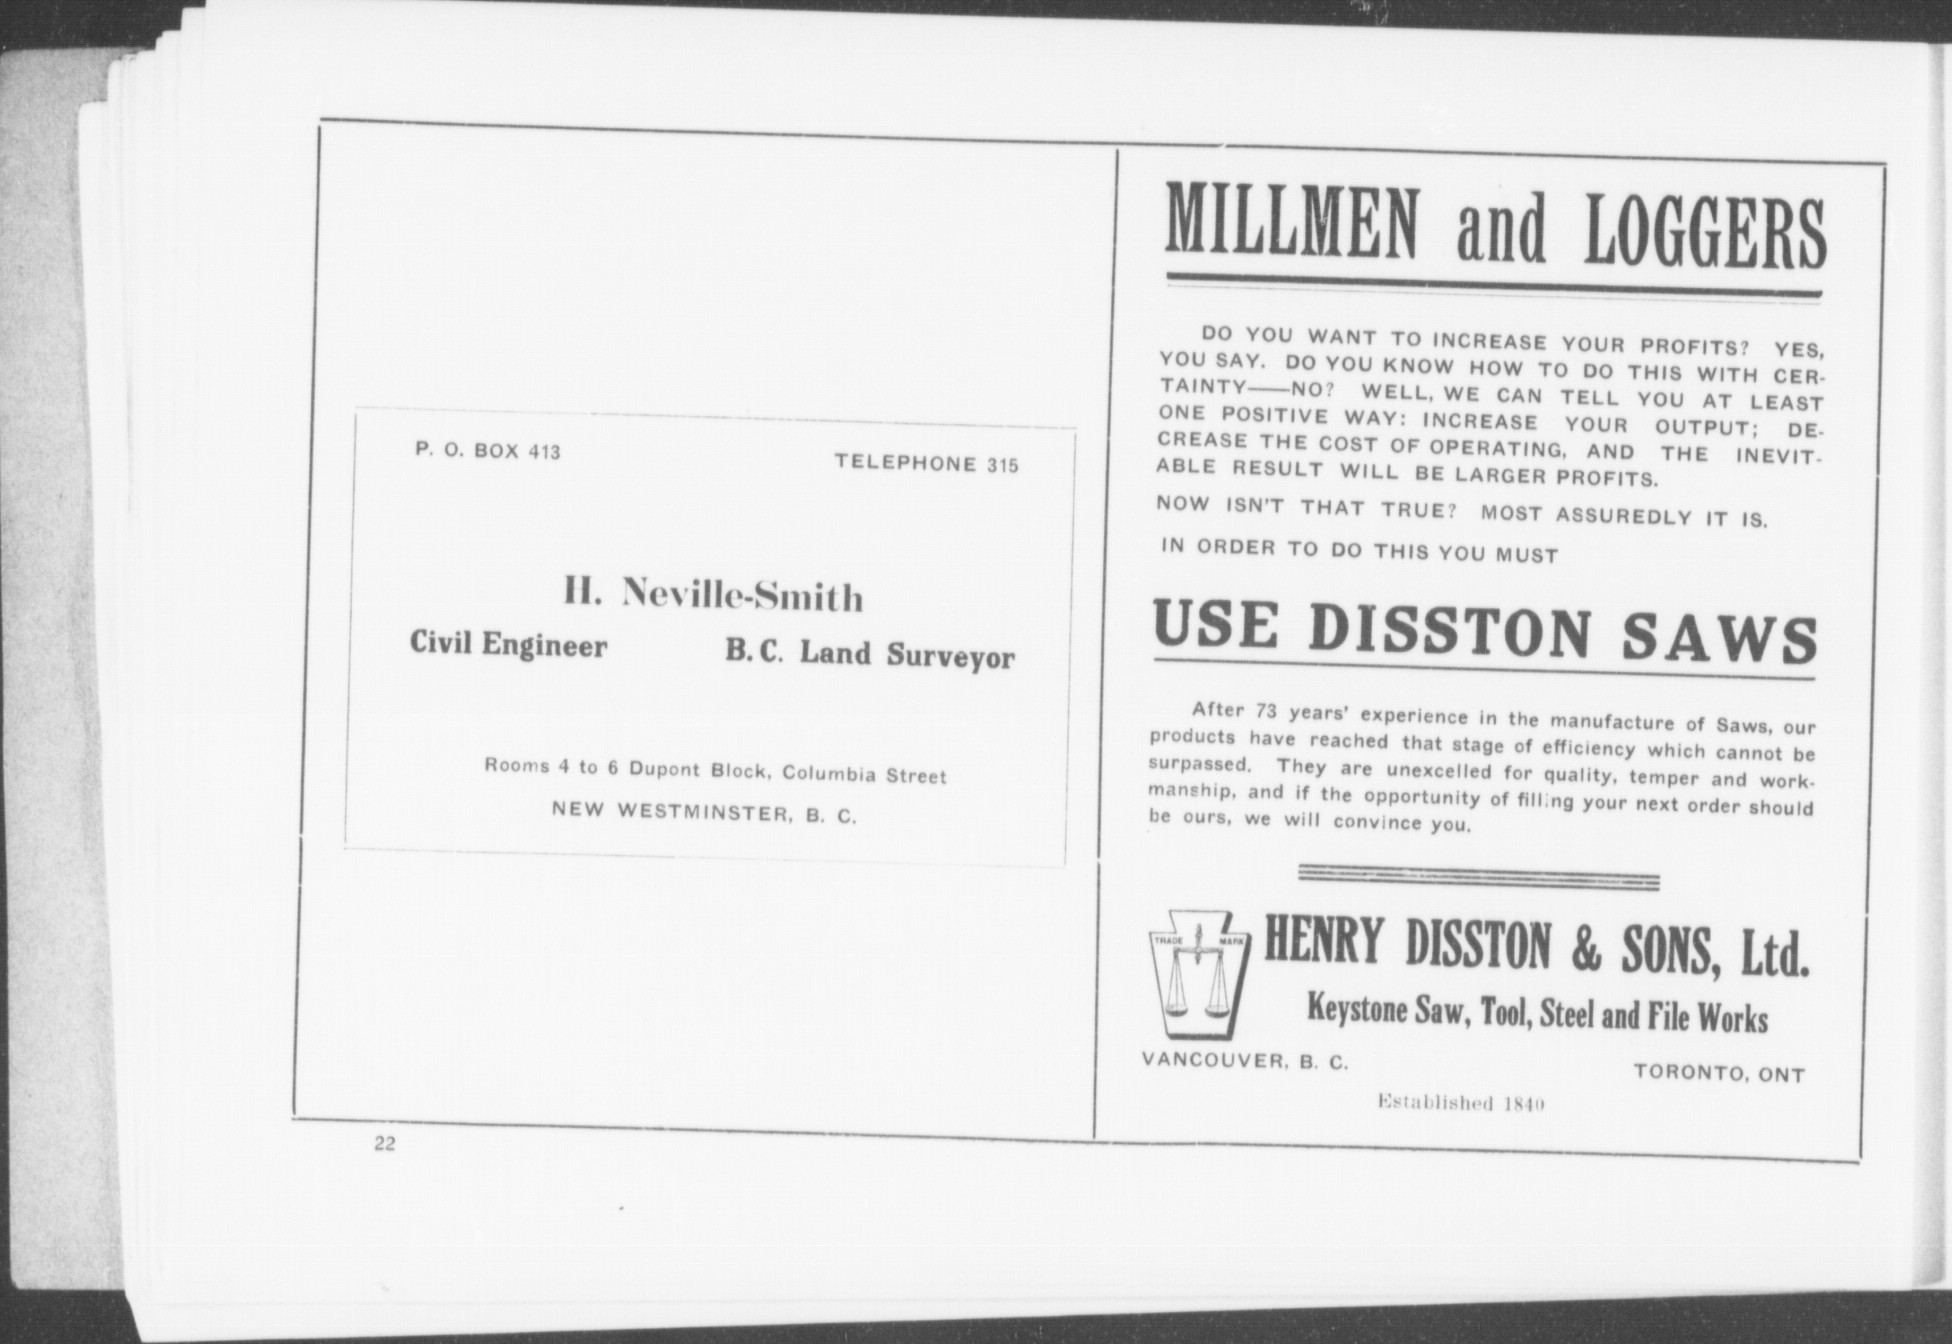 P. O. BOX 413
TELEPHONE 315
H. Neville-Smith
Civil Engineer
B. C. Land Surveyor
Rooms 4 to 6 Dupont Block, Columbia Street
NEW WESTMINSTER, B. C.
22
MILLMEN and LOGGERS
DO YOU WANT TO INCREASE YOUR PROFITS? YES,
YOU SAY. DO YOU KNOW HOW TO DO THIS WITH CER-
TAINTY——NO? WELL, WE CAN TELL YOU AT LEAST
ONE POSITIVE WAY: INCREASE YOUR OUTPUT; DE-
CREASE THE COST OF OPERATING, AND THE INEVIT-
ABLE RESULT WILL BE LARGER PROFITS.
NOW ISN'T THAT TRUE? MOST ASSUREDLY IT IS.
IN ORDER TO DO THIS YOU MUST
USE DISSTON SAWS
After 73 years' experience in the manufacture of Saws, our
products have reached that stage of efficiency which cannot be
surpassed. They are unexcelled for quality, temper and work-
manship, and if the opportunity of filling your next order should
be ours, we will convince you.
TRADE MARK
HENRY DISSTON & SONS, Ltd.
Keystone Saw, Tool, Steel and File Works
VANCOUVER, B. C.
TORONTO, ONT
Established 1840